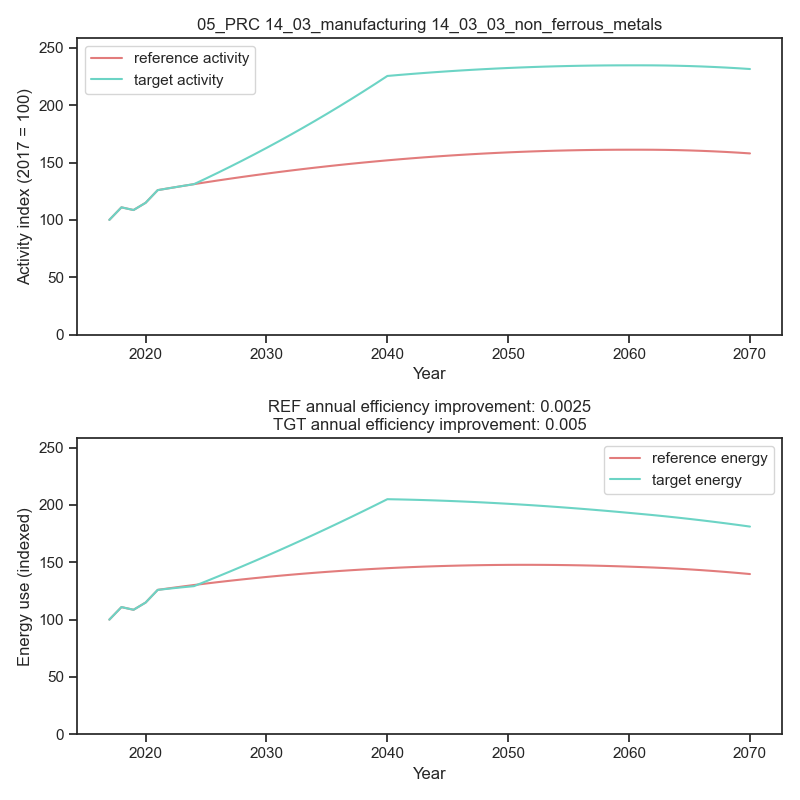 05_PRC 14_03_manufacturing 14_03_03_non_ferrous_metals
250
200
150
100
50
0
Activity index (2017 = 100)
reference activity
target activity
2020 2030 2040 2050 2060 2070
Year
REF annual efficiency improvement: 0.0025
TGT annual efficiency improvement: 0.005
250
200
150
100
50
0
Energy use (indexed)
reference energy
target energy
2020 2030 2040 2050 2060 2070
Year